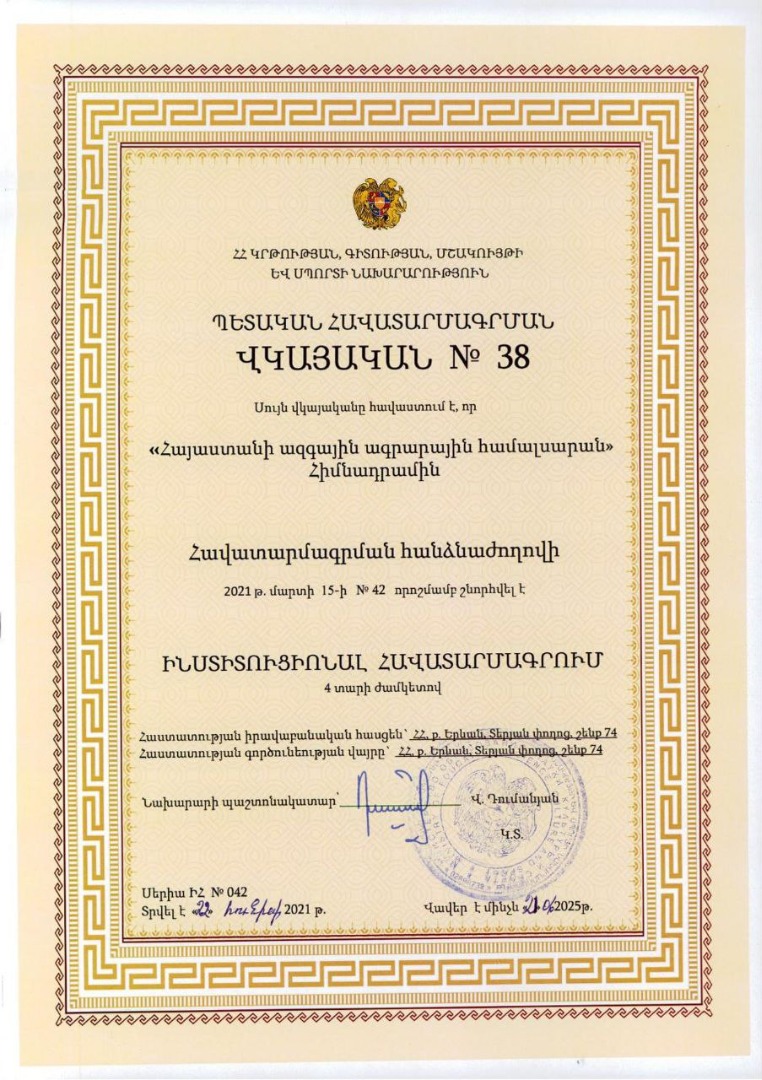 ՀՀ ԿՐԹՈՒԹՅԱՆ, ԳԻՏՈՒԹՅԱՆ, ՄՇԱԿՈՒՅԹԻ
ԵՎ ՍՊՈՐՏԻ ՆԱԽԱՐԱՐՈՒԹՅՈՒՆ
ՊԵՏԱԿԱՆ ՀԱՎԱՏԱՐՄԱԳՐՄԱՆ
ՎԿԱՅԱԿԱՆ № 38
Սույն վկայականը հավաստում է, որ
«Հայաստանի ազգային ագրարային համալսարան»
Հիմնադրամին
Հավատարմագրման հանձնաժողովի
2021 թ. մարտի 15-ի № 42 որոշմամբ շնորհվել է
ԻՆՍՏԻՏՈՒՑԻՈՆԱԼ ՀԱՎԱՏԱՐՄԱԳՐՈՒՄ
4 տարի ժամկետով
Հաստատության իրավաբանական հասցեն՝ ՀՀ, ք. Երևան, Տերյան փողոց, շենք 74
Հաստատության գործունեության վայրը՝ ՀՀ, ք. Երևան, Տերյան փողոց, շենք 74
Նախարարի պաշտոնակատար՝ Վ. Դումանյան
Կ.Տ.
Սերիա ԻՀ № 042
Տրվել է «22» հունիսի 2021 թ. Վավեր է մինչև 2025թ.